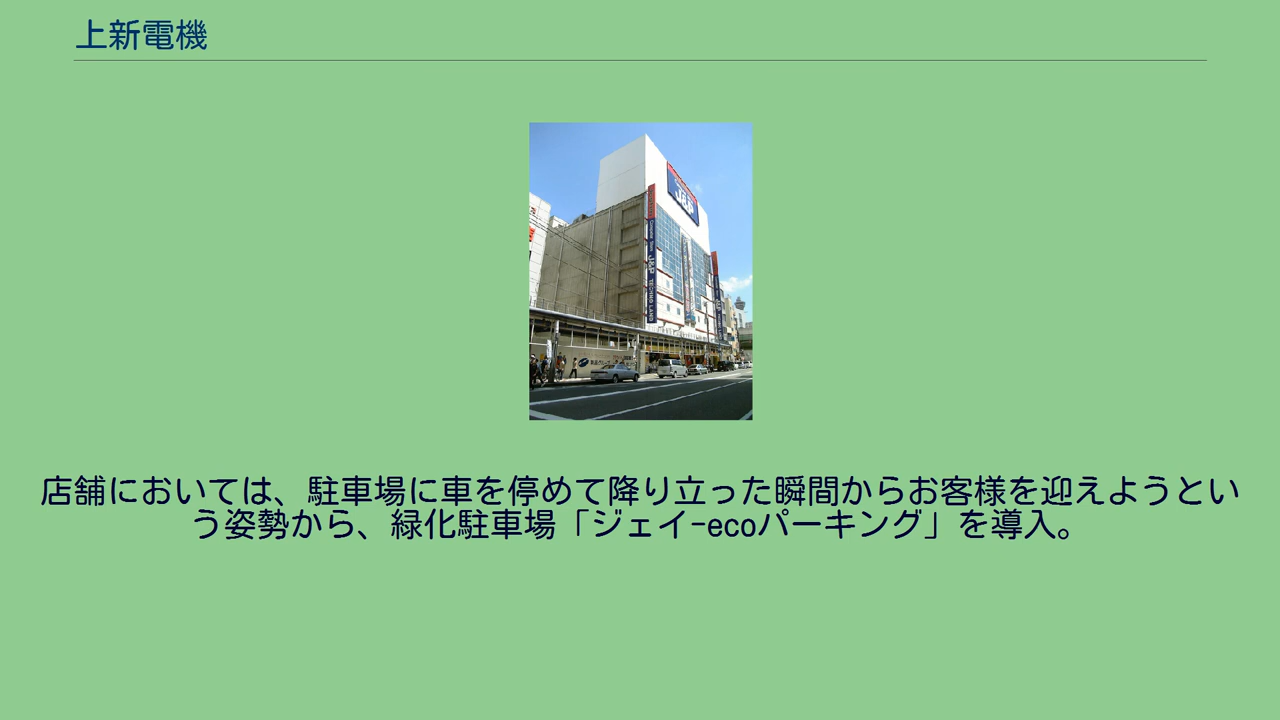 上新電機
J&P
J&P TECHNO LAND
店舗においては、駐車場に車を停めて降り立った瞬間からお客様を迎えようとい
う姿勢から、緑化駐車場「ジェイ-ecoパーキング」を導入。